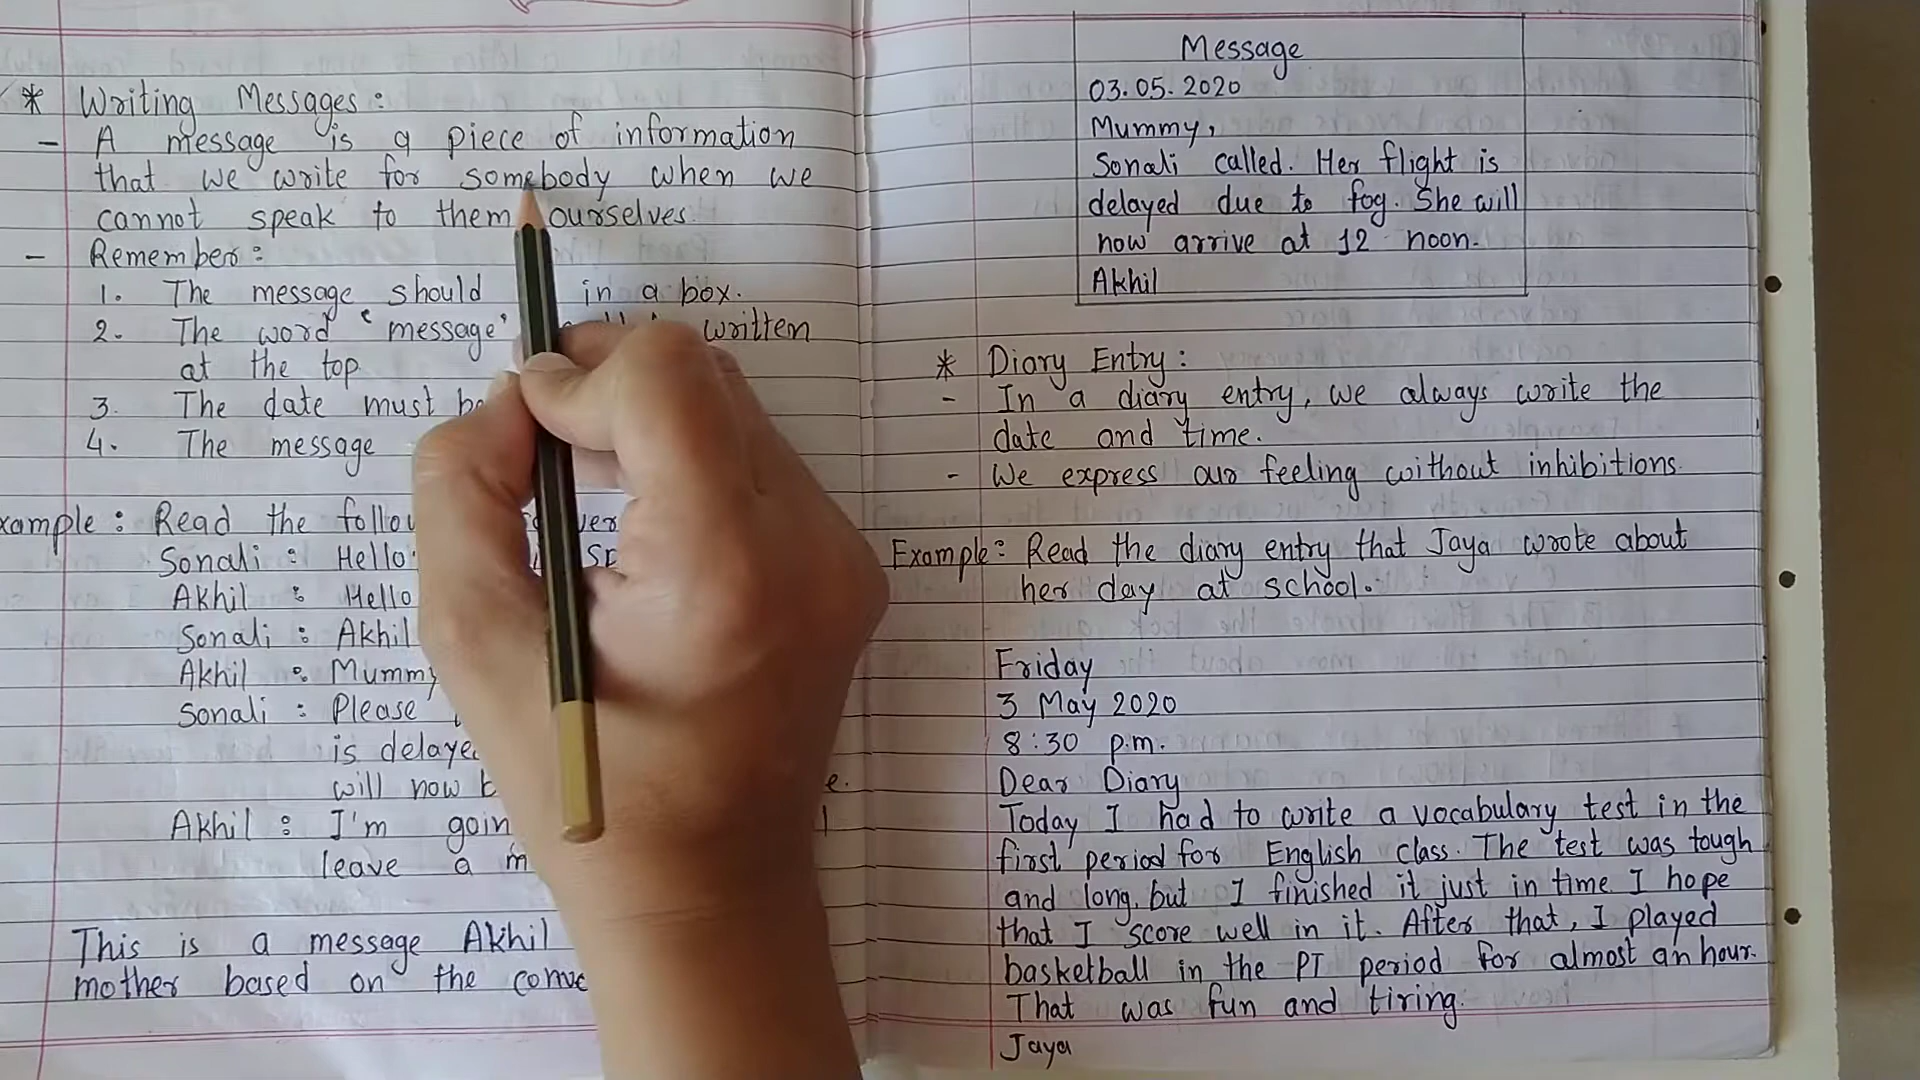 * Writing Messages :
- A message is a piece of information
that we write for somebody when we
cannot speak to them ourselves.
- Remember :
1. The message should in a box.
2. The word 'message' written
at the top
3. The date must
4. The message
xample : Read the
Sonali : Hello
Akhil : Hello
Sonali : Akhil
Akhil : Mummy
Sonali : Please
is
will now
Akhil : I'm
leave a
This is a message Akhil
mother based on the
Message
03.05.2020
Mummy,
Sonali called. Her flight is
delayed due to fog. She will
now arrive at 12 noon.
Akhil
* Diary Entry :
- In a diary entry, we always write the
date and time.
- We express our feeling without inhibitions.
Example : Read the diary entry that Jaya wrote about
her day at school.
Friday
3 May 2020
8:30 p.m.
Dear Diary
Today I had to write a vocabulary test in the
first period for English class. The test was tough
and long, but I finished it just in time. I hope
that I score well in it. After that, I played
basketball in the PT period for almost an hour.
That was fun and tiring.
Jaya